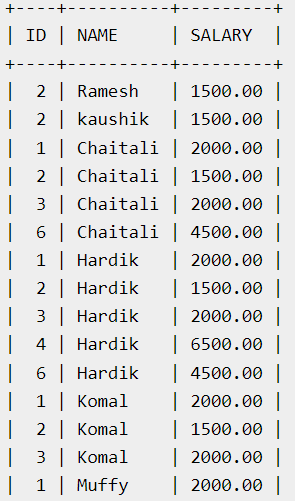 +----+----------+---------+
| ID | NAME     | SALARY  |
+----+----------+---------+
|  2 | Ramesh   | 1500.00 |
|  2 | kaushik  | 1500.00 |
|  1 | Chaitali | 2000.00 |
|  2 | Chaitali | 1500.00 |
|  3 | Chaitali | 2000.00 |
|  6 | Chaitali | 4500.00 |
|  1 | Hardik   | 2000.00 |
|  2 | Hardik   | 1500.00 |
|  3 | Hardik   | 2000.00 |
|  4 | Hardik   | 6500.00 |
|  6 | Hardik   | 4500.00 |
|  1 | Komal    | 2000.00 |
|  2 | Komal    | 1500.00 |
|  3 | Komal    | 2000.00 |
|  1 | Muffy    | 2000.00 |